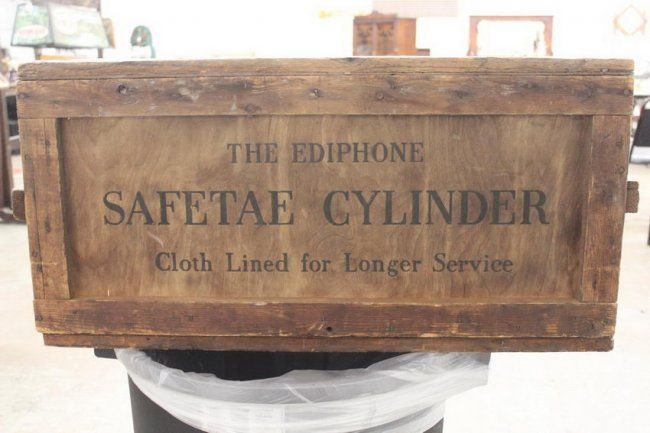 THE EDIPHONE
SAFETAE CYLINDER
Cloth Lined for Longer Service